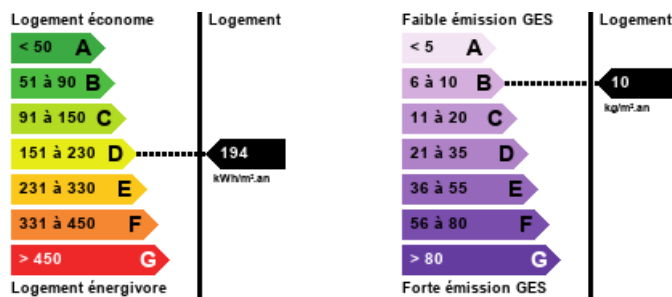 Logement économe
Logement
< 50 A
51 à 90 B
91 à 150 C
151 à 230 D
194
kWh/m².an
231 à 330 E
331 à 450 F
> 450 G
Logement énergivore
Faible émission GES
Logement
< 5 A
6 à 10 B
10
kg/m².an
11 à 20 C
21 à 35 D
36 à 55 E
56 à 80 F
> 80 G
Forte émission GES